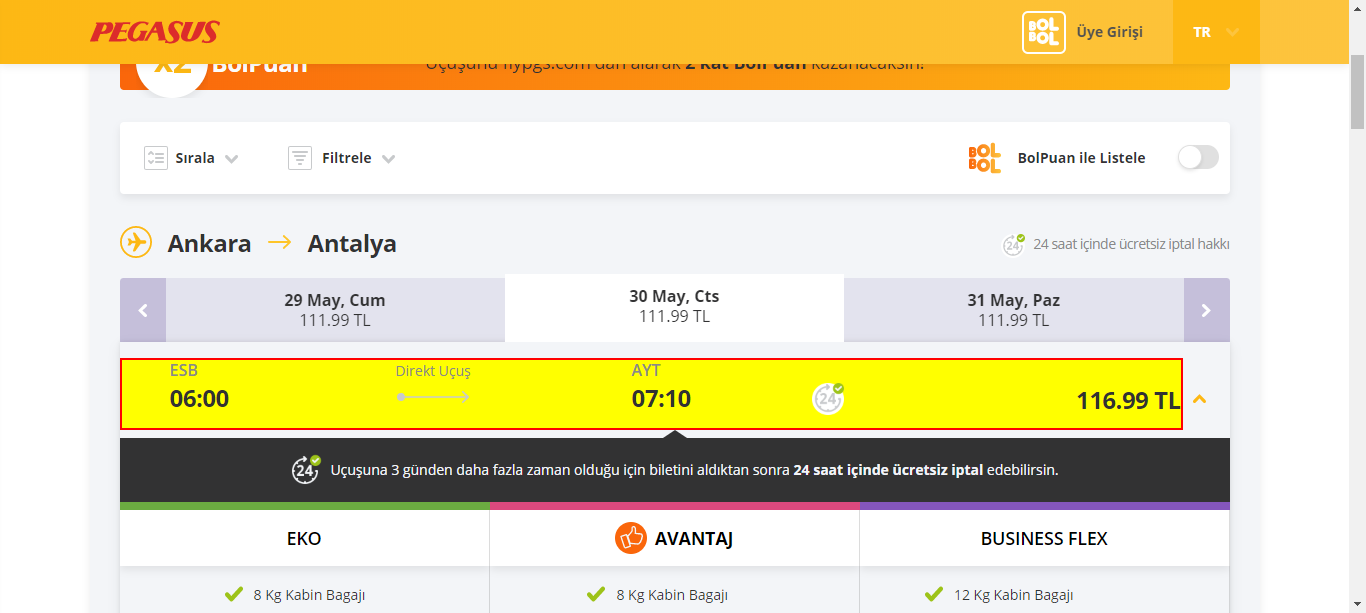 PEGASUS
BOL BOL
Üye Girişi
TR
X2 BolPuan
Uçuşunu flypgs.com'dan alarak 2 kat BolPuan kazanacaksın!
Sırala
Filtrele
BOL BOL
BolPuan ile Listele
Ankara → Antalya
24
24 saat içinde ücretsiz iptal hakkı
29 May, Cum
111.99 TL
30 May, Cts
111.99 TL
31 May, Paz
111.99 TL
ESB
Direkt Uçuş
AYT
06:00
07:10
24
116.99 TL
24
Uçuşuna 3 günden daha fazla zaman olduğu için biletini aldıktan sonra 24 saat içinde ücretsiz iptal edebilirsin.
EKO
AVANTAJ
BUSINESS FLEX
8 Kg Kabin Bagajı
8 Kg Kabin Bagajı
12 Kg Kabin Bagajı